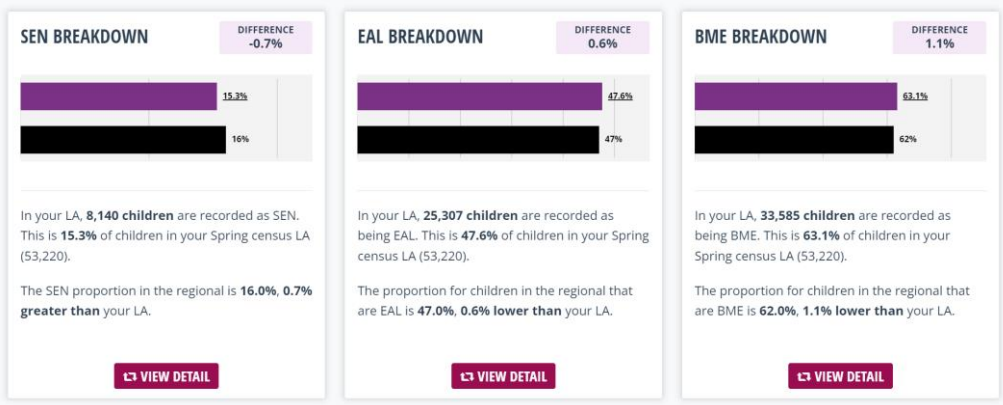 SEN BREAKDOWN
DIFFERENCE
-0.7%
15.3%
16%
In your LA, 8,140 children are recorded as SEN.
This is 15.3% of children in your Spring census LA
(53,220).
The SEN proportion in the regional is 16.0%, 0.7%
greater than your LA.
VIEW DETAIL
EAL BREAKDOWN
DIFFERENCE
0.6%
47.6%
47%
In your LA, 25,307 children are recorded as
being EAL. This is 47.6% of children in your Spring
census LA (53,220).
The proportion for children in the regional that
are EAL is 47.0%, 0.6% lower than your LA.
VIEW DETAIL
BME BREAKDOWN
DIFFERENCE
1.1%
63.1%
62%
In your LA, 33,585 children are recorded as
being BME. This is 63.1% of children in your
Spring census LA (53,220).
The proportion for children in the regional that
are BME is 62.0%, 1.1% lower than your LA.
VIEW DETAIL